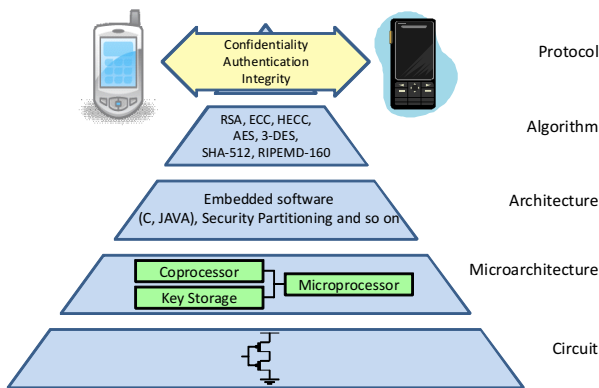 Confidentiality
Authentication
Integrity
Protocol
RSA, ECC, HECC,
AES, 3-DES,
SHA-512, RIPEMD-160
Algorithm
Embedded software
(C, JAVA), Security Partitioning and so on
Architecture
Coprocessor
Key Storage
Microprocessor
Microarchitecture
Circuit